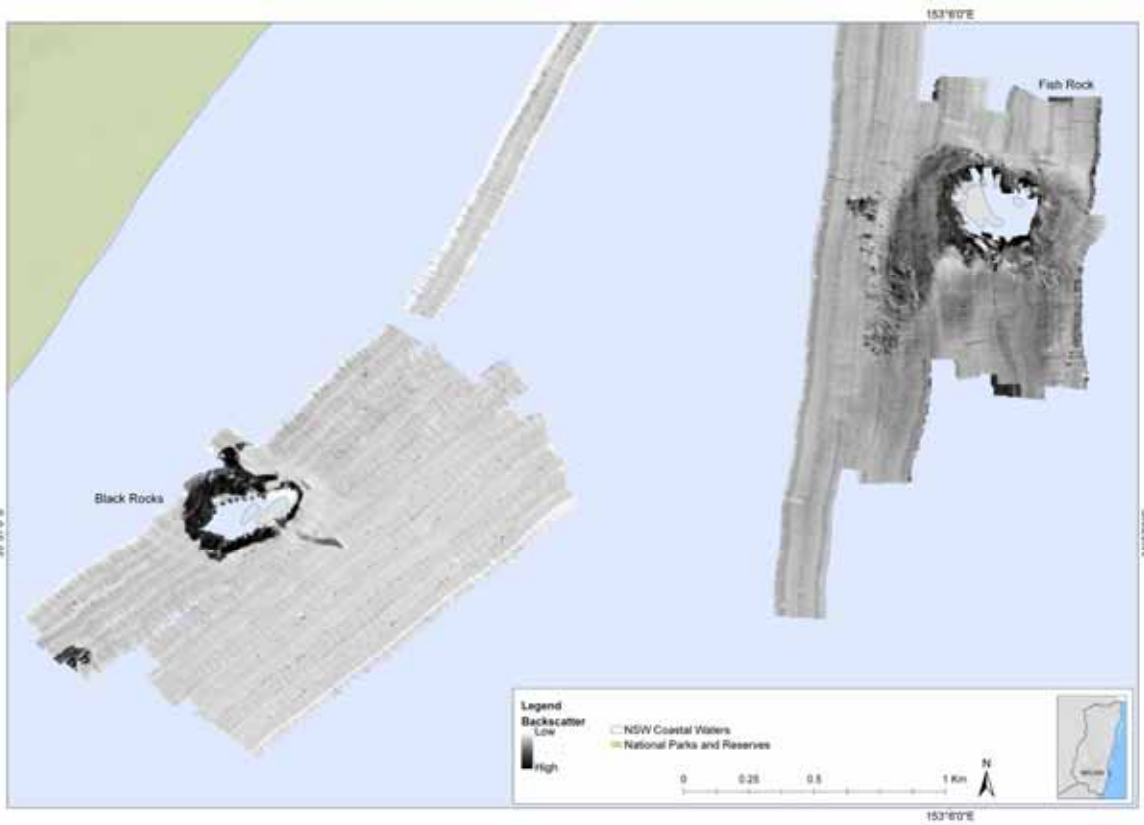 153°6'0"E
Fish Rock
Black Rocks
Legend
Backscatter
Low
High
NSW Coastal Waters
National Parks and Reserves
0 0.25 0.5 1 Km
N
153°6'0"E